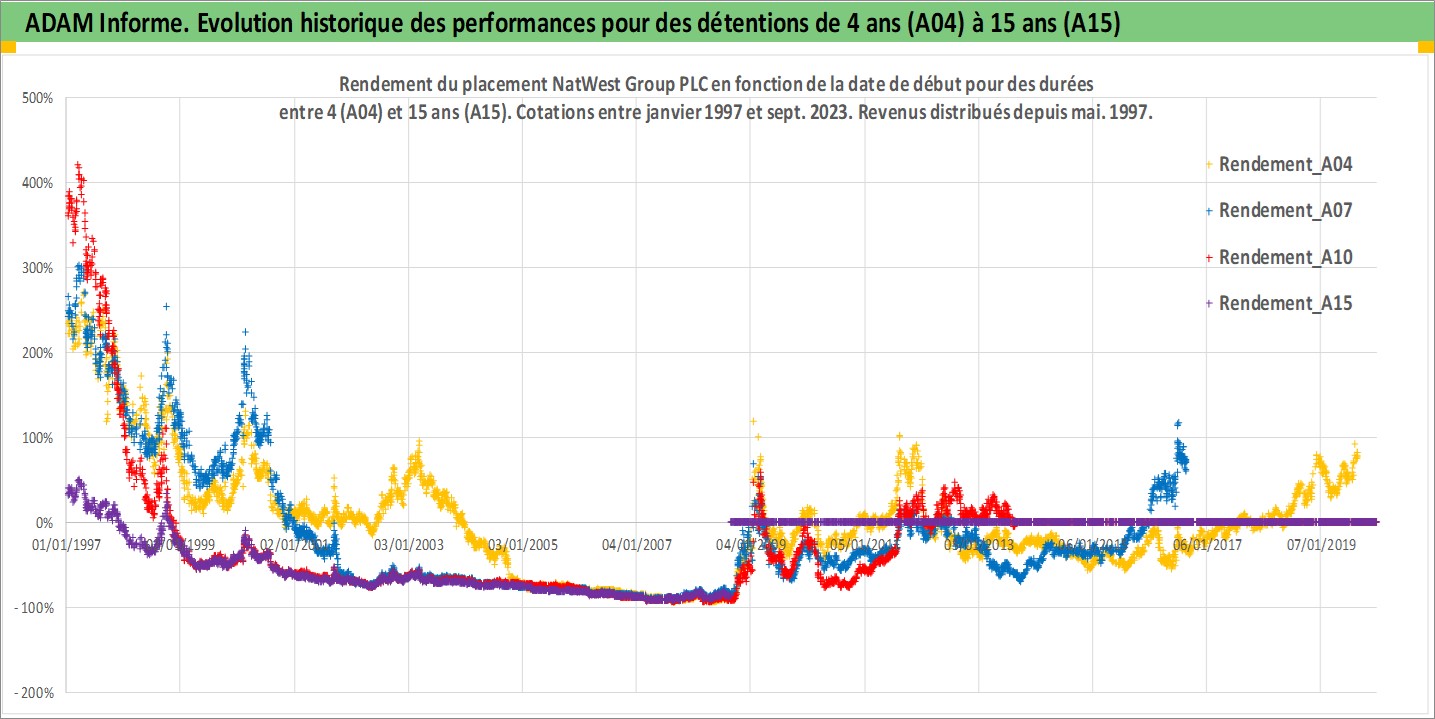 ADAM Informe. Evolution historique des performances pour des détentions de 4 ans (A04) à 15 ans (A15)
Rendement du placement NatWest Group PLC en fonction de la date de début pour des durées
entre 4 (A04) et 15 ans (A15). Cotations entre janvier 1997 et sept. 2023. Revenus distribués depuis mai. 1997.
500%
400%
300%
200%
100%
0%
-100%
-200%
Rendement_A04
Rendement_A07
Rendement_A10
Rendement_A15
01/01/1997
03/01/2003
03/01/2005
04/01/2007
06/01/2017
07/01/2019